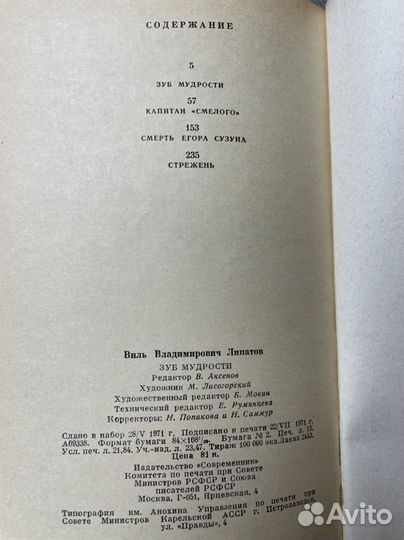 СОДЕРЖАНИЕ
5
ЗУБ МУДРОСТИ
57
КАПИТАН «СМЕЛОГО»
153
СМЕРТЬ ЕГОРА СУЗУНА
235
СТРЕЖЕНЬ
Виль Владимирович Липатов
ЗУБ МУДРОСТИ
Редактор В. Аксенов
Художник М. Лисогорский
Художественный редактор Б. Мокин
Технический редактор Е. Румянцева
Корректоры: Н. Попикова и Н. Саммур
Сдано в набор 28/V 1971 г. Подписано к печати 22/VII 1971 г.
А09338. Формат бумаги 84×108¹/₃₂. Бумага № 2. Печ. л. 13.
Усл. печ. л. 21,84. Уч.-изд. л. 23,47. Тираж 100 000 экз. Заказ 2443.
Цена 81 к.
Издательство «Современник»
Комитета по печати при Совете
Министров РСФСР и Союза
писателей РСФСР
Москва, Г-351, Ярцевская, 4
Типография им. Анохина Управления по печати при
Совете Министров Карельской АССР г. Петрозаводск,
ул. «Правды», 4
Avito